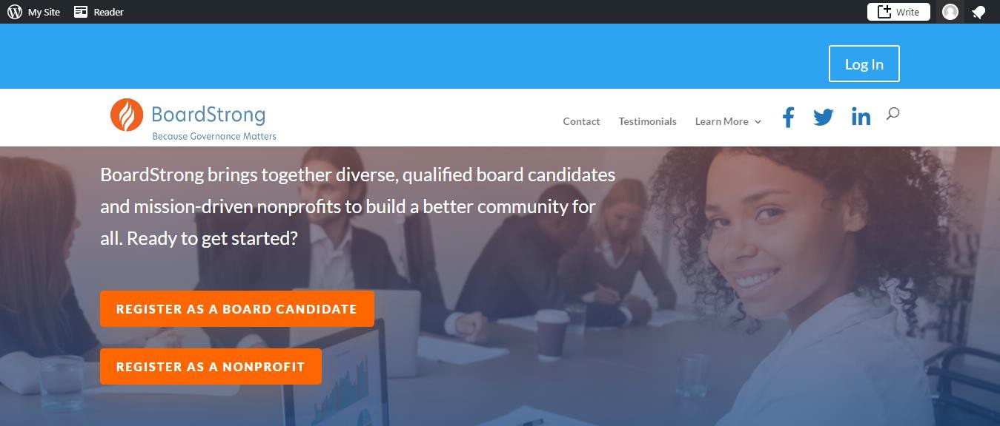 My Site
Reader
Write
Log In
BoardStrong
Because Governance Matters
Contact
Testimonials
Learn More
BoardStrong brings together diverse, qualified board candidates
and mission-driven nonprofits to build a better community for
all. Ready to get started?
REGISTER AS A BOARD CANDIDATE
REGISTER AS A NONPROFIT